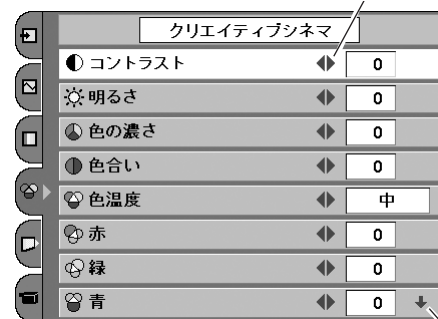 クリエイティブシネマ
コントラスト 0
明るさ 0
色の濃さ 0
色合い 0
色温度 中
赤 0
緑 0
青 0